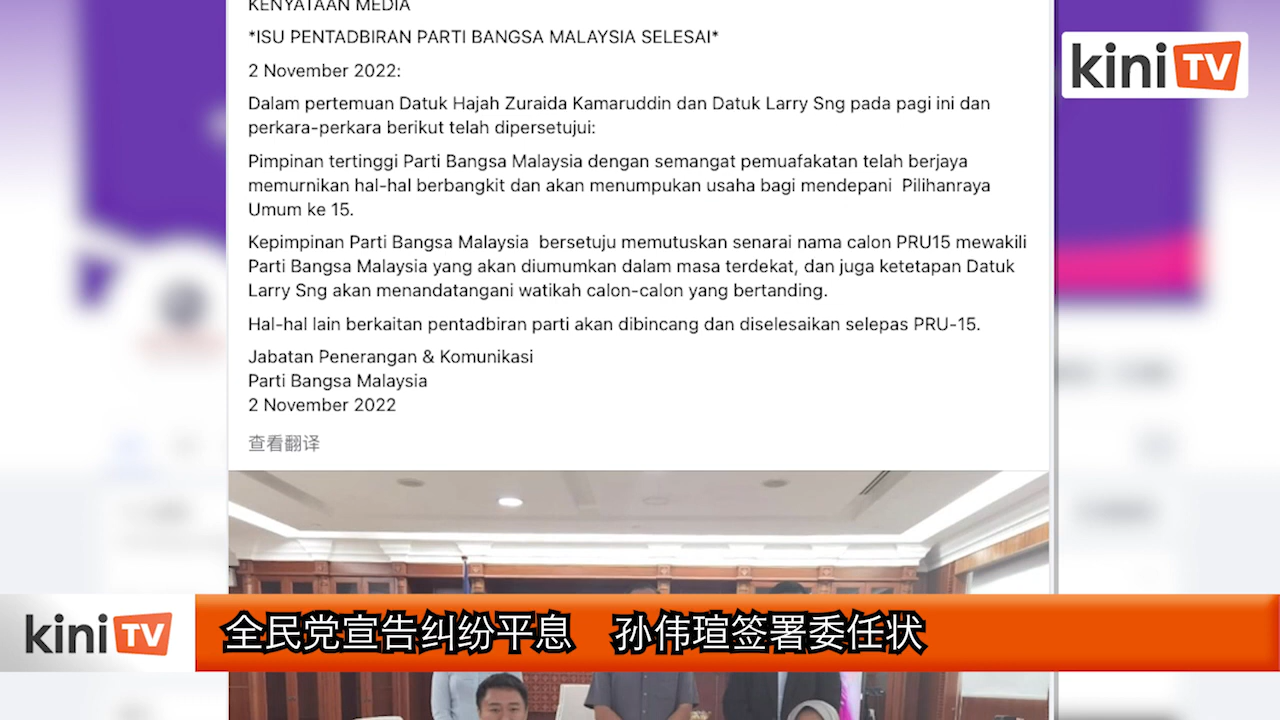 KENYATAAN MEDIA
*ISU PENTADBIRAN PARTI BANGSA MALAYSIA SELESAI*
2 November 2022:
Dalam pertemuan Datuk Hajah Zuraida Kamaruddin dan Datuk Larry Sng pada pagi ini dan
perkara-perkara berikut telah dipersetujui:
Pimpinan tertinggi Parti Bangsa Malaysia dengan semangat pemuafakatan telah berjaya
memurnikan hal-hal berbangkit dan akan menumpukan usaha bagi mendepani Pilihanraya
Umum ke 15.
Kepimpinan Parti Bangsa Malaysia bersetuju memutuskan senarai nama calon PRU15 mewakili
Parti Bangsa Malaysia yang akan diumumkan dalam masa terdekat, dan juga ketetapan Datuk
Larry Sng akan menandatangani watikah calon-calon yang bertanding.
Hal-hal lain berkaitan pentadbiran parti akan dibincang dan diselesaikan selepas PRU-15.
Jabatan Penerangan & Komunikasi
Parti Bangsa Malaysia
2 November 2022
查看翻译
kini TV
kini TV
全民党宣告纠纷平息 孙伟瑄签署委任状